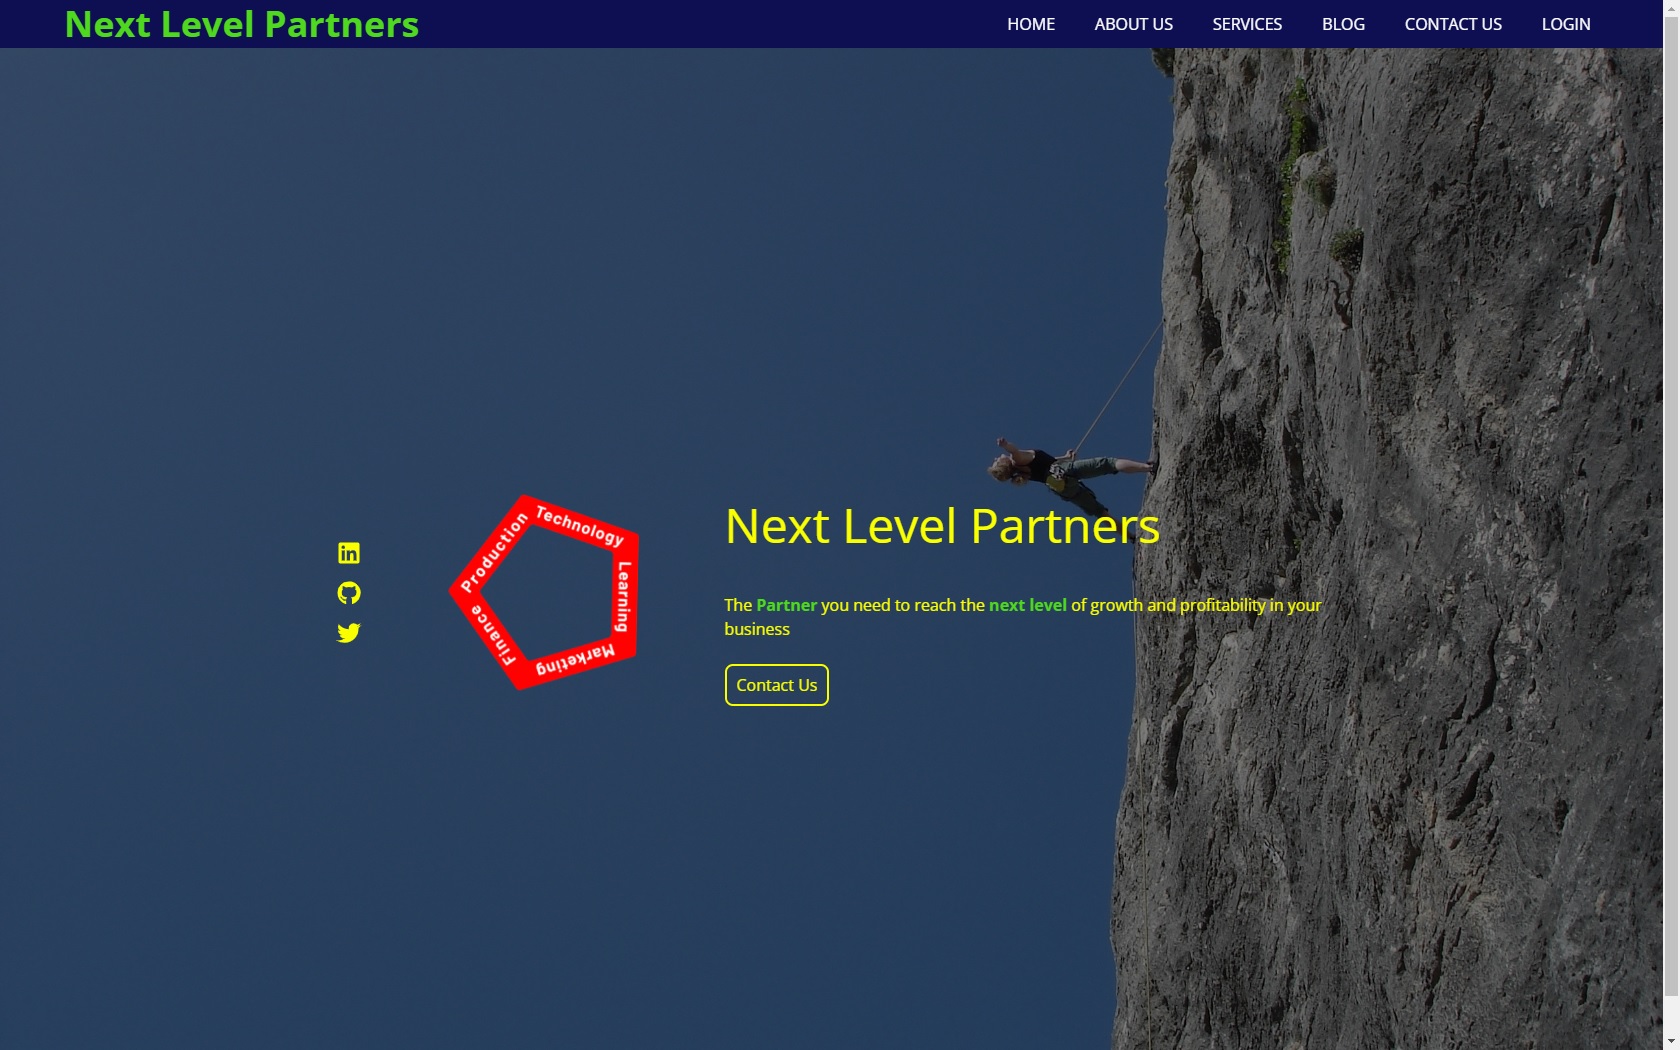 Next Level Partners
HOME
ABOUT US
SERVICES
BLOG
CONTACT US
LOGIN
Production
Technology
Learning
Marketing
Finance
Next Level Partners
The Partner you need to reach the next level of growth and profitability in your
business
Contact Us